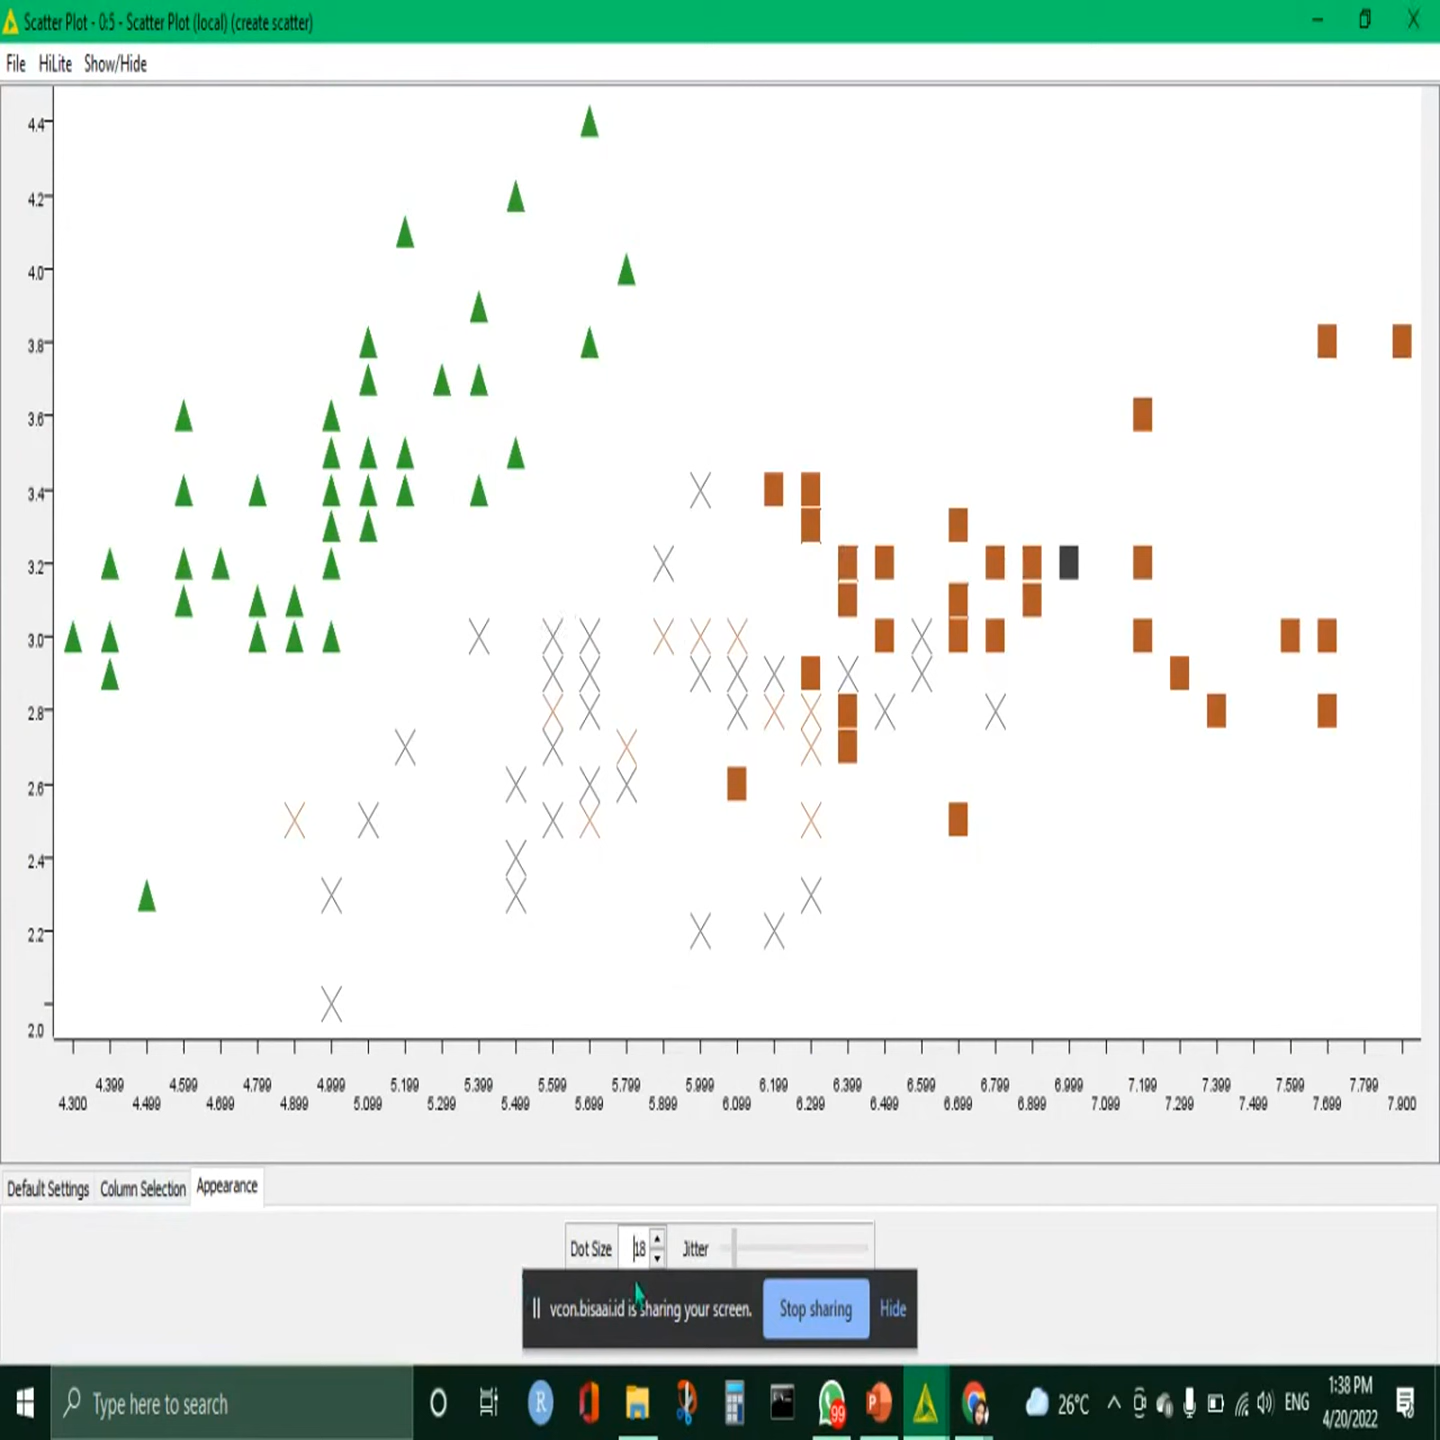 Scatter Plot - 0:5 - Scatter Plot (local) (create scatter)
File HiLite Show/Hide
4.4
4.2
4.0
3.8
3.6
3.4
3.2
3.0
2.8
2.6
2.4
2.2
2.0
4.399 4.599 4.799 4.999 5.199 5.399 5.599 5.799 5.999 6.199 6.399 6.599 6.799 6.999 7.199 7.399 7.599 7.799
4.300 4.499 4.699 4.899 5.099 5.299 5.499 5.699 5.899 6.099 6.299 6.499 6.699 6.899 7.099 7.299 7.499 7.699 7.900
Default Settings Column Selection Appearance
Dot Size 18 Jitter
vcon.bisaai.id is sharing your screen. Stop sharing Hide
Type here to search R 99 26°C ENG
1:38 PM
4/20/2022